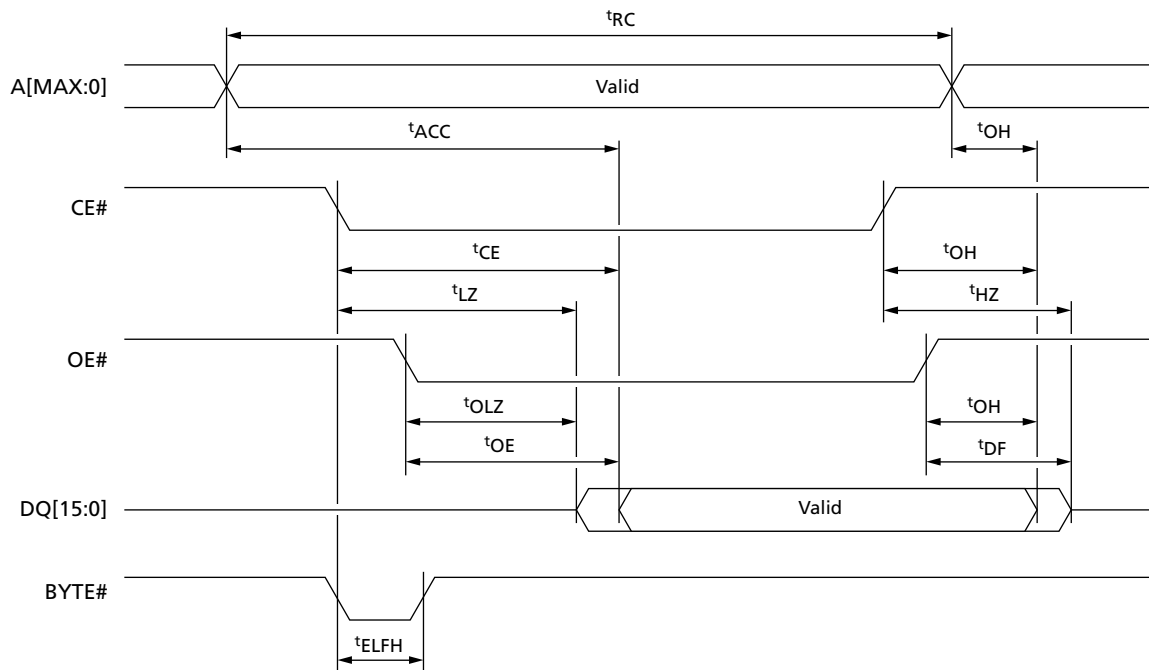 tRC
A[MAX:0]
Valid
tACC
tOH
CE#
tCE
tOH
tLZ
tHZ
OE#
tOLZ
tOH
tOE
tDF
DQ[15:0]
Valid
BYTE#
tELFH